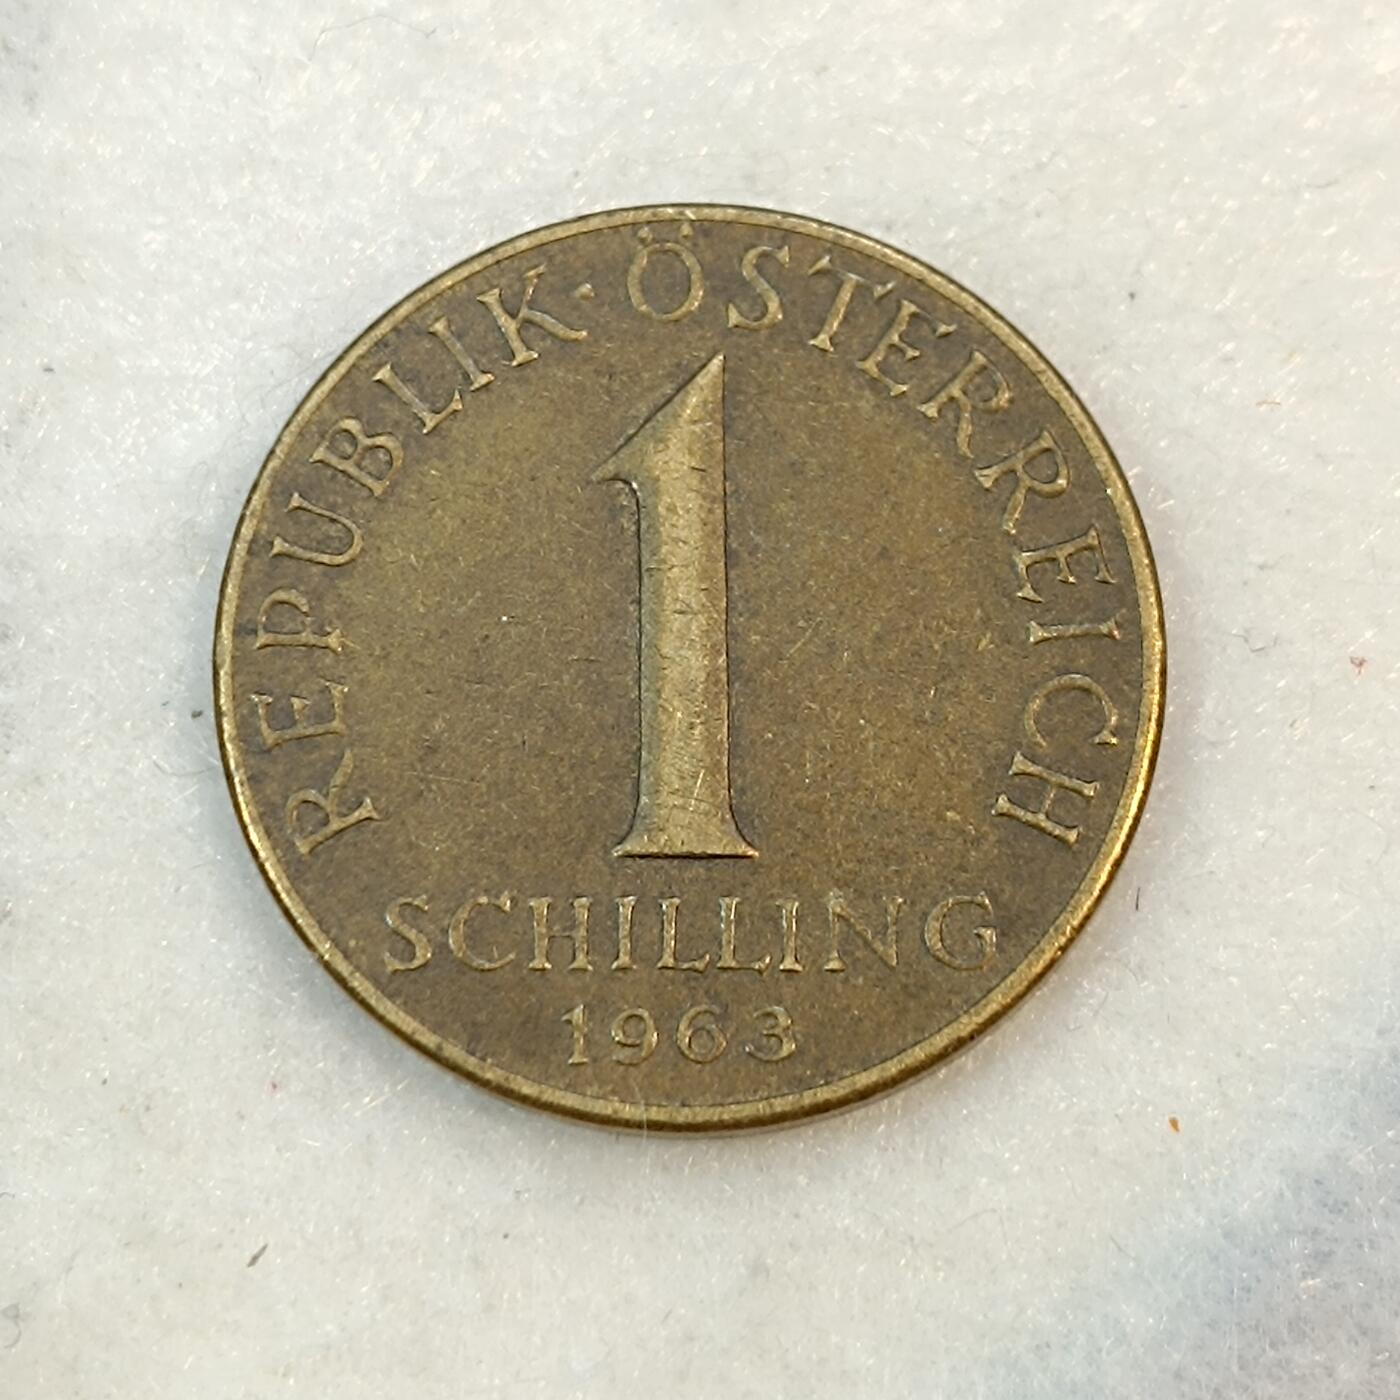 REPUBLIK · ÖSTERREICH
1
SCHILLING
1963